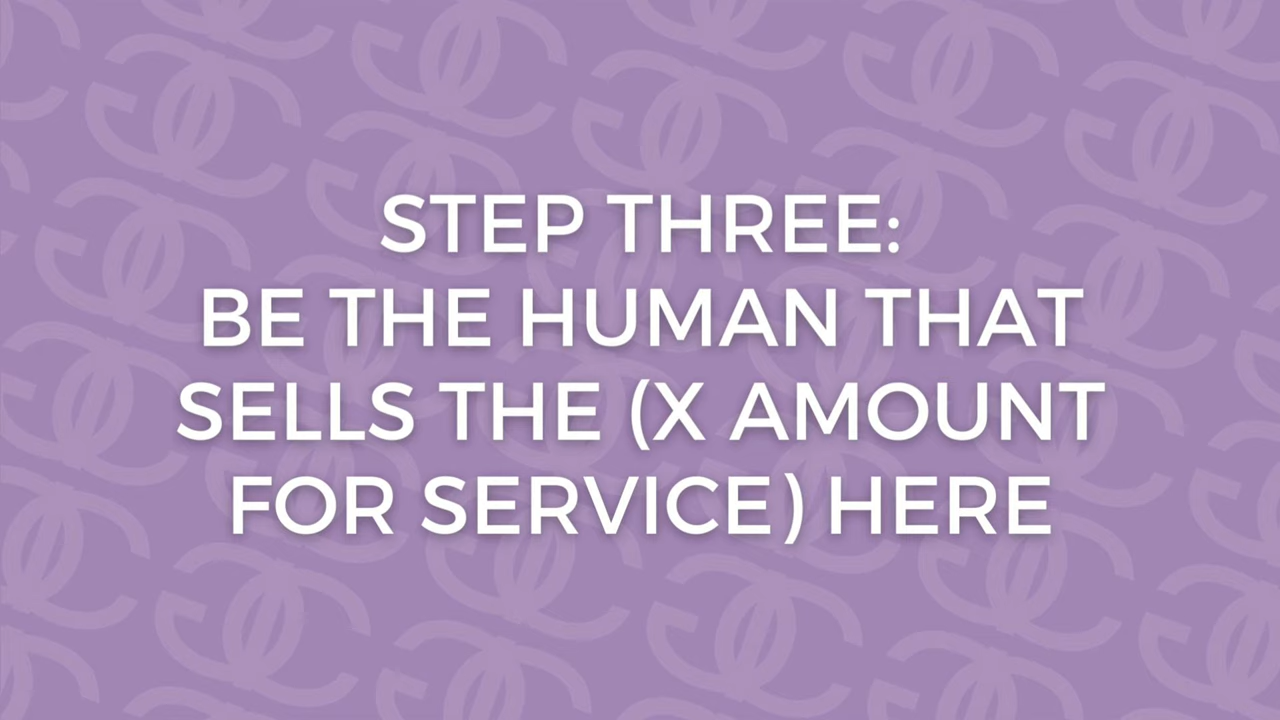 STEP THREE:
BE THE HUMAN THAT
SELLS THE (X AMOUNT
FOR SERVICE) HERE